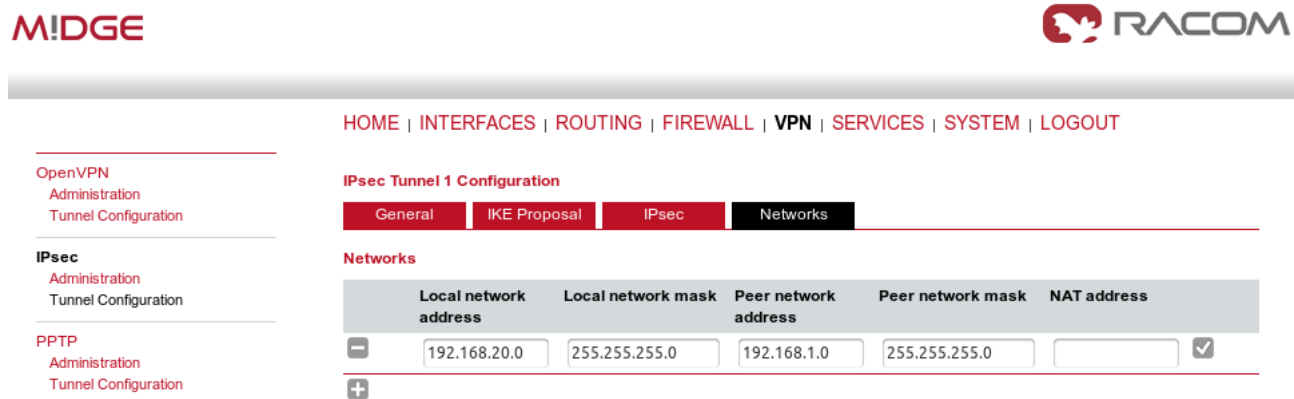 M!DGE
RACOM
HOME | INTERFACES | ROUTING | FIREWALL | VPN | SERVICES | SYSTEM | LOGOUT
OpenVPN
Administration
Tunnel Configuration
IPsec
Administration
Tunnel Configuration
PPTP
Administration
Tunnel Configuration
IPsec Tunnel 1 Configuration
General IKE Proposal IPsec Networks
Networks
Local network address Local network mask Peer network address Peer network mask NAT address
192.168.20.0 255.255.255.0 192.168.1.0 255.255.255.0